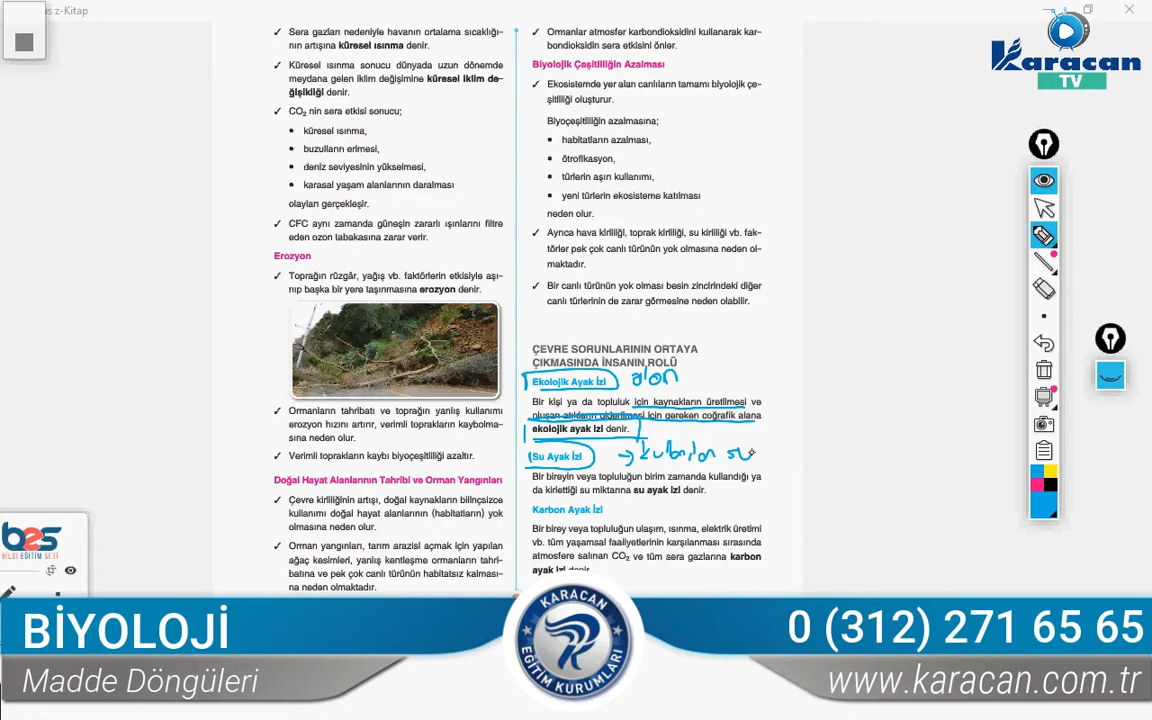 us z-Kitap
✓ Sera gazları nedeniyle havanın ortalama sıcaklığı-
nın artışına küresel ısınma denir.
✓ Küresel ısınma sonucu dünyada uzun dönemde
meydana gelen iklim değişimine küresel iklim de-
ğişikliği denir.
✓ CO₂ nin sera etkisi sonucu;
• küresel ısınma,
• buzulların erimesi,
• deniz seviyesinin yükselmesi,
• karasal yaşam alanlarının daralması
olayları gerçekleşir.
✓ CFC aynı zamanda güneşin zararlı ışınlarını filtre
eden ozon tabakasına zarar verir.
Erozyon
✓ Toprağın rüzgâr, yağış vb. faktörlerin etkisiyle aşı-
nıp başka bir yere taşınmasına erozyon denir.
✓ Ormanların tahribatı ve toprağın yanlış kullanımı
erozyon hızını artırır, verimli toprakların kaybolma-
sına neden olur.
✓ Verimli toprakların kaybı biyoçeşitliliği azaltır.
Doğal Hayat Alanlarının Tahribi ve Orman Yangınları
✓ Çevre kirliliğinin artışı, doğal kaynakların bilinçsizce
kullanımı doğal hayat alanlarının (habitatların) yok
olmasına neden olur.
✓ Orman yangınları, tarım arazisi açmak için yapılan
ağaç kesimleri, yanlış kentleşme ormanların tahri-
batına ve pek çok canlı türünün habitatsız kalması-
na neden olmaktadır.
✓ Ormanlar atmosfer karbondioksidini kullanarak kar-
bondioksidin sera etkisini önler.
Biyolojik Çeşitliliğin Azalması
✓ Ekosistemde yer alan canlıların tamamı biyolojik çe-
şitliliği oluşturur.
Biyoçeşitliliğin azalmasına;
• habitatların azalması,
• ötrofikasyon,
• türlerin aşırı kullanımı,
• yeni türlerin ekosisteme katılması
neden olur.
✓ Ayrıca hava kirliliği, toprak kirliliği, su kirliliği vb. fak-
törler pek çok canlı türünün yok olmasına neden ol-
maktadır.
✓ Bir canlı türünün yok olması besin zincirindeki diğer
canlı türlerinin de zarar görmesine neden olabilir.
ÇEVRE SORUNLARININ ORTAYA
ÇIKMASINDA İNSANIN ROLÜ
Ekolojik Ayak İzi alan
Bir kişi ya da topluluk için kaynakların üretilmesi ve
oluşan atıkların giderilmesi için gereken coğrafik alana
ekolojik ayak izi denir.
Su Ayak İzi → kullanılan su
Bir bireyin veya topluluğun birim zamanda kullandığı ya
da kirlettiği su miktarına su ayak izi denir.
Karbon Ayak İzi
Bir birey veya topluluğun ulaşım, ısınma, elektrik üretimi
vb. tüm yaşamsal faaliyetlerinin karşılanması sırasında
atmosfere salınan CO₂ ve tüm sera gazlarına karbon
ayak izi denir.
Karacan
TV
bes
BİLGİ EĞİTİM SETİ
BİYOLOJİ
Madde Döngüleri
KARACAN
EĞİTİM KURUMLARI
0 (312) 271 65 65
www.karacan.com.tr